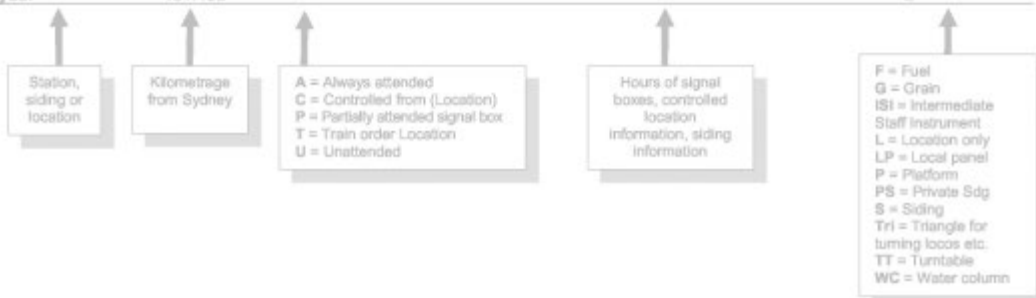 Station,
siding or
location
Kilometrage
from Sydney
A = Always attended
C = Controlled from (Location)
P = Partially attended signal box
T = Train order Location
U = Unattended
Hours of signal
boxes, controlled
location
information, siding
information
F = Fuel
G = Grain
ISI = Intermediate
Staff Instrument
L = Location only
LP = Local panel
P = Platform
PS = Private Sdg
S = Siding
Tri = Triangle for
turning locos etc.
TT = Turntable
WC = Water column